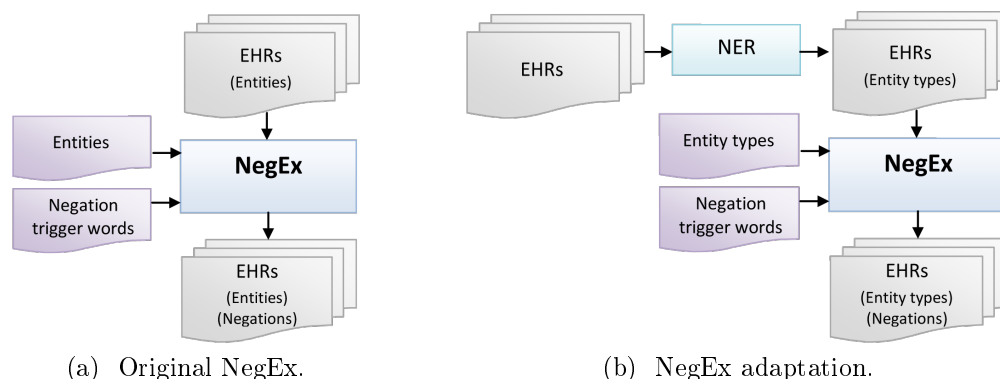 EHRs
(Entities)
Entities
NegEx
Negation
trigger words
EHRs
(Entities)
(Negations)
(a) Original NegEx.
EHRs
NER
EHRs
(Entity types)
Entity types
NegEx
Negation
trigger words
EHRs
(Entity types)
(Negations)
(b) NegEx adaptation.